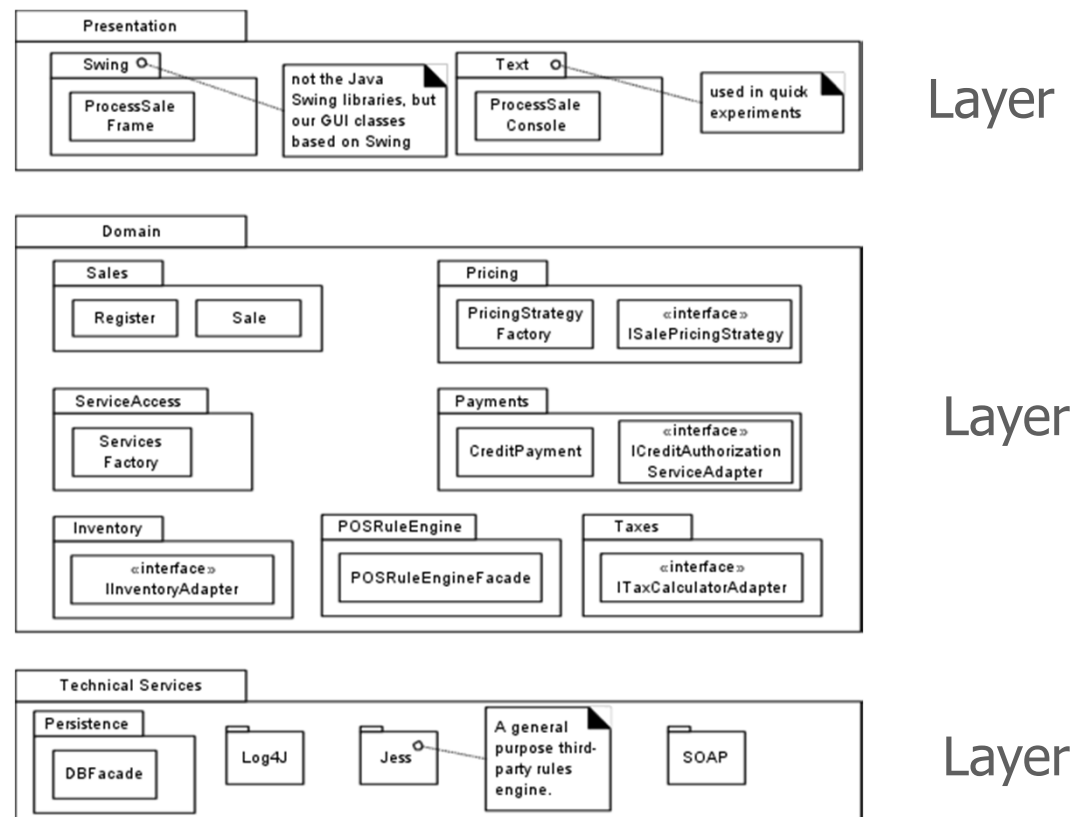 Presentation
Swing
ProcessSale
Frame
not the Java
Swing libraries, but
our GUI classes
based on Swing
Text
ProcessSale
Console
used in quick
experiments
Layer
Domain
Sales
Register
Sale
Pricing
PricingStrategy
Factory
«interface»
ISalePricingStrategy
ServiceAccess
Services
Factory
Payments
CreditPayment
«interface»
ICreditAuthorization
ServiceAdapter
Layer
Inventory
«interface»
IInventoryAdapter
POSRuleEngine
POSRuleEngineFacade
Taxes
«interface»
ITaxCalculatorAdapter
Technical Services
Persistence
DBFacade
Log4J
Jess
A general
purpose third-
party rules
engine.
SOAP
Layer